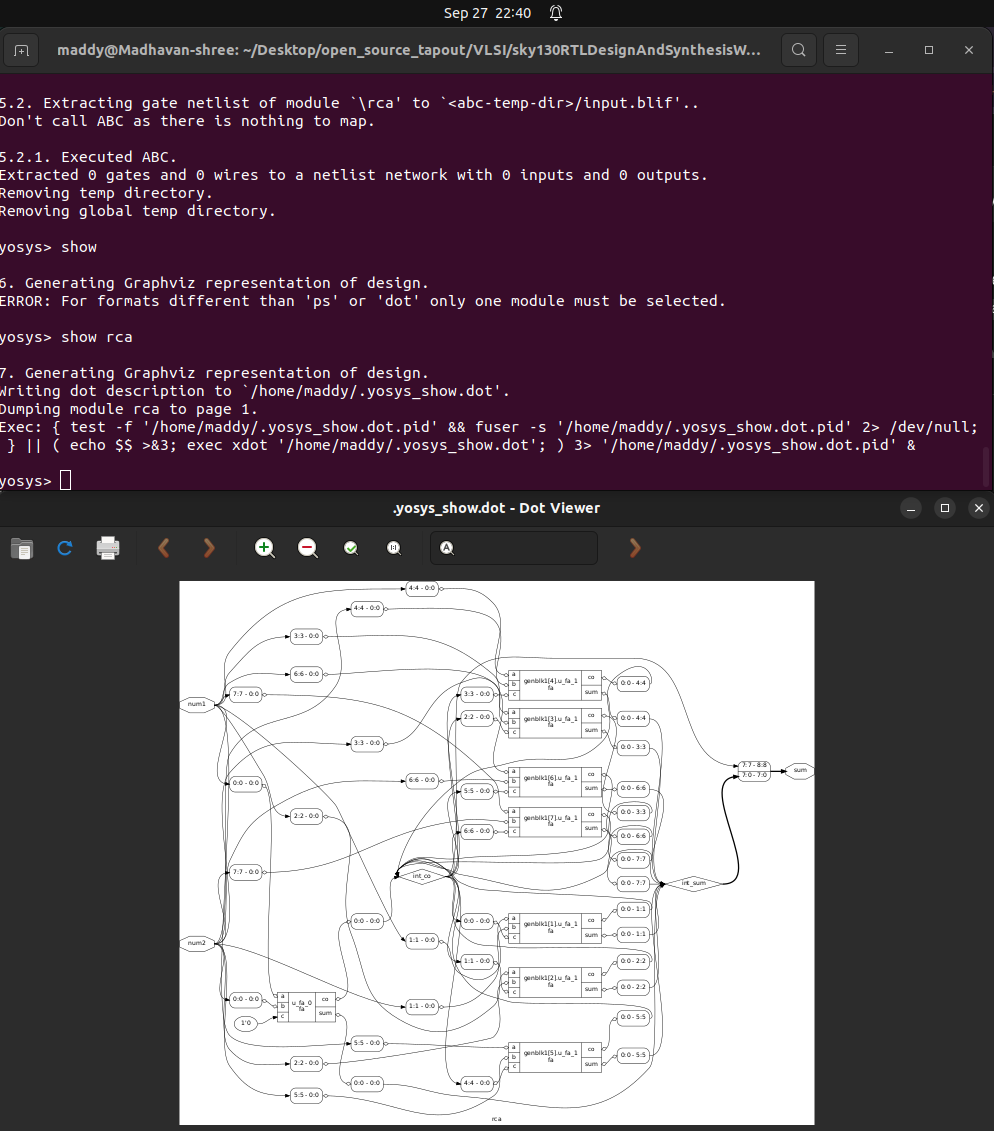 Sep 27 22:40
maddy@Madhavan-shree: ~/Desktop/open_source_tapout/VLSI/sky130RTLDesignAndSynthesisW...
5.2. Extracting gate netlist of module `\rca' to `<abc-temp-dir>/input.blif'..
Don't call ABC as there is nothing to map.
5.2.1. Executed ABC.
Extracted 0 gates and 0 wires to a netlist network with 0 inputs and 0 outputs.
Removing temp directory.
Removing global temp directory.
yosys> show
6. Generating Graphviz representation of design.
ERROR: For formats different than 'ps' or 'dot' only one module must be selected.
yosys> show rca
7. Generating Graphviz representation of design.
Writing dot description to `/home/maddy/.yosys_show.dot'.
Dumping module rca to page 1.
Exec: { test -f '/home/maddy/.yosys_show.dot.pid' && fuser -s '/home/maddy/.yosys_show.dot.pid' 2> /dev/null;
} || ( echo $$ >&3; exec xdot '/home/maddy/.yosys_show.dot'; ) 3> '/home/maddy/.yosys_show.dot.pid' &
yosys>
.yosys_show.dot - Dot Viewer
A
4:4 - 0:0
4:4 - 0:0
3:3 - 0:0
6:6 - 0:0
7:7 - 0:0
num1
3:3 - 0:0
2:2 - 0:0
a
b
c
genblk1[4].u_fa_1
fa
co
sum
0:0 - 4:4
a
b
c
genblk1[3].u_fa_1
fa
co
sum
0:0 - 4:4
0:0 - 3:3
3:3 - 0:0
0:0 - 0:0
6:6 - 0:0
5:5 - 0:0
a
b
c
genblk1[6].u_fa_1
fa
co
sum
0:0 - 6:6
7:7 - 8:8
7:0 - 7:0
sum
2:2 - 0:0
6:6 - 0:0
a
b
c
genblk1[7].u_fa_1
fa
co
sum
0:0 - 3:3
0:0 - 6:6
0:0 - 7:7
0:0 - 7:7
7:7 - 0:0
int_co
int_sum
0:0 - 0:0
0:0 - 0:0
a
b
c
genblk1[1].u_fa_1
fa
co
sum
0:0 - 1:1
0:0 - 1:1
num2
1:1 - 0:0
1:1 - 0:0
a
b
c
genblk1[2].u_fa_1
fa
co
sum
0:0 - 2:2
0:0 - 2:2
0:0 - 0:0
1'0
a
b
c
u_fa_0
fa
co
sum
1:1 - 0:0
0:0 - 5:5
5:5 - 0:0
2:2 - 0:0
0:0 - 0:0
5:5 - 0:0
4:4 - 0:0
a
b
c
genblk1[5].u_fa_1
fa
co
sum
0:0 - 5:5
rca